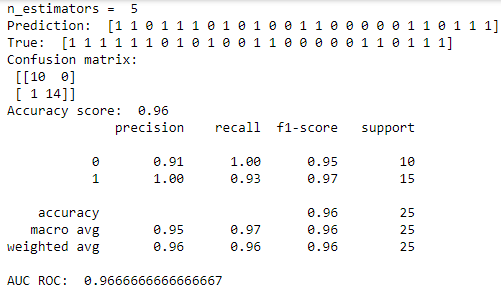 n_estimators =  5
Prediction:  [1 1 0 1 1 1 0 1 0 1 0 0 1 1 0 0 0 0 0 1 1 0 1 1 1]
True:  [1 1 1 1 1 1 0 1 0 1 0 0 1 1 0 0 0 0 0 1 1 0 1 1 1]
Confusion matrix:
[[10  0]
[ 1 14]]
Accuracy score:  0.96
precision    recall  f1-score   support
0       0.91      1.00      0.95        10
1       1.00      0.93      0.97        15
accuracy                           0.96        25
macro avg       0.95      0.97      0.96        25
weighted avg       0.96      0.96      0.96        25
AUC ROC:  0.9666666666666667